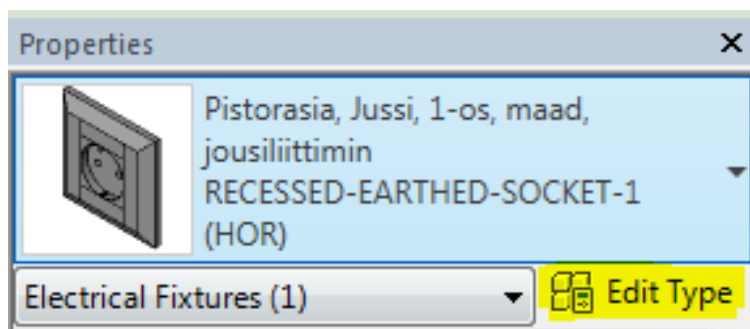 Properties
Pistorasia, Jussi, 1-os, maad,
jousiliittimin
RECESSED-EARTHED-SOCKET-1
(HOR)
Electrical Fixtures (1)
Edit Type